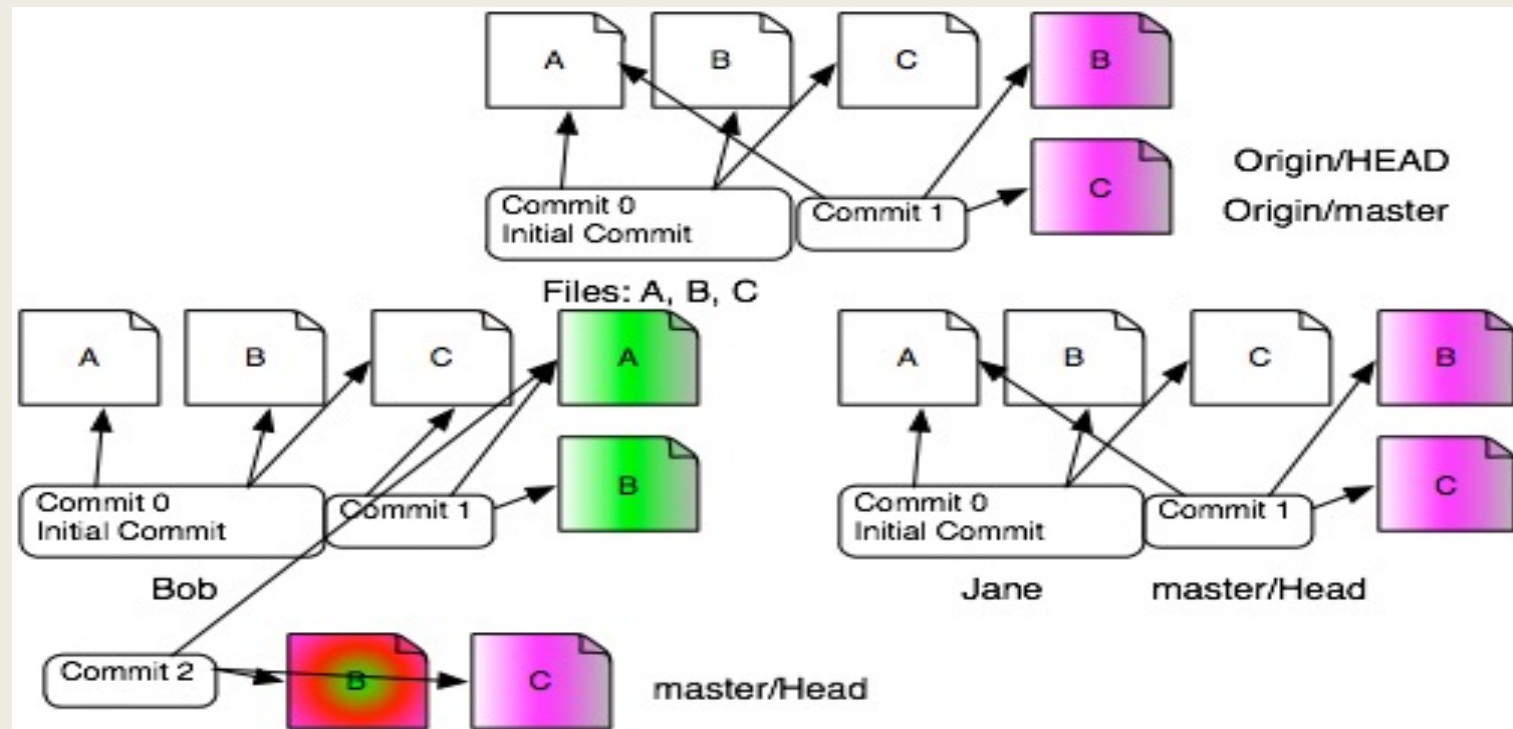 A
B
C
B
C
Origin/HEAD
Origin/master
Commit 0
Initial Commit
Commit 1
Files: A, B, C
A
B
C
A
B
Commit 0
Initial Commit
Commit 1
Bob
A
B
C
B
C
Commit 0
Initial Commit
Commit 1
Jane
master/Head
Commit 2
B
C
master/Head